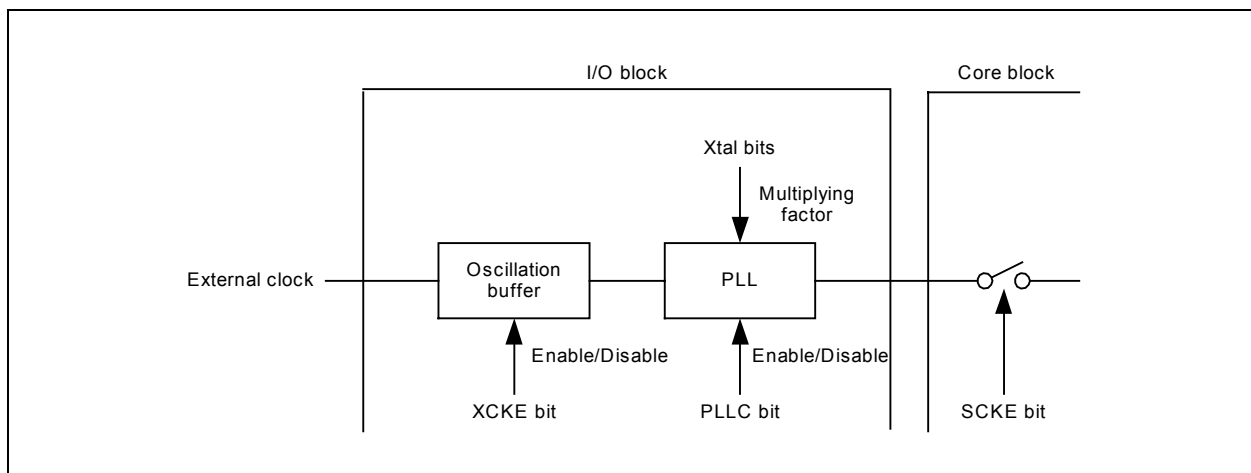 I/O block
Core block
Xtal bits
Multiplying
factor
External clock
Oscillation
buffer
PLL
Enable/Disable
Enable/Disable
XCKE bit
PLLC bit
SCKE bit